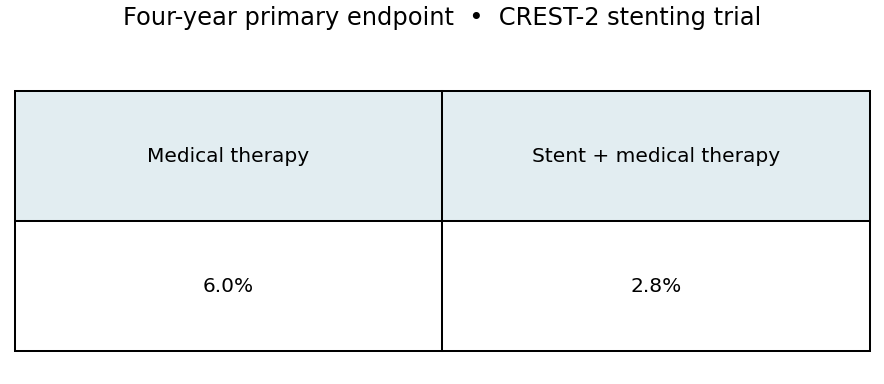 Four-year primary endpoint • CREST-2 stenting trial
Medical therapy
Stent + medical therapy
6.0%
2.8%